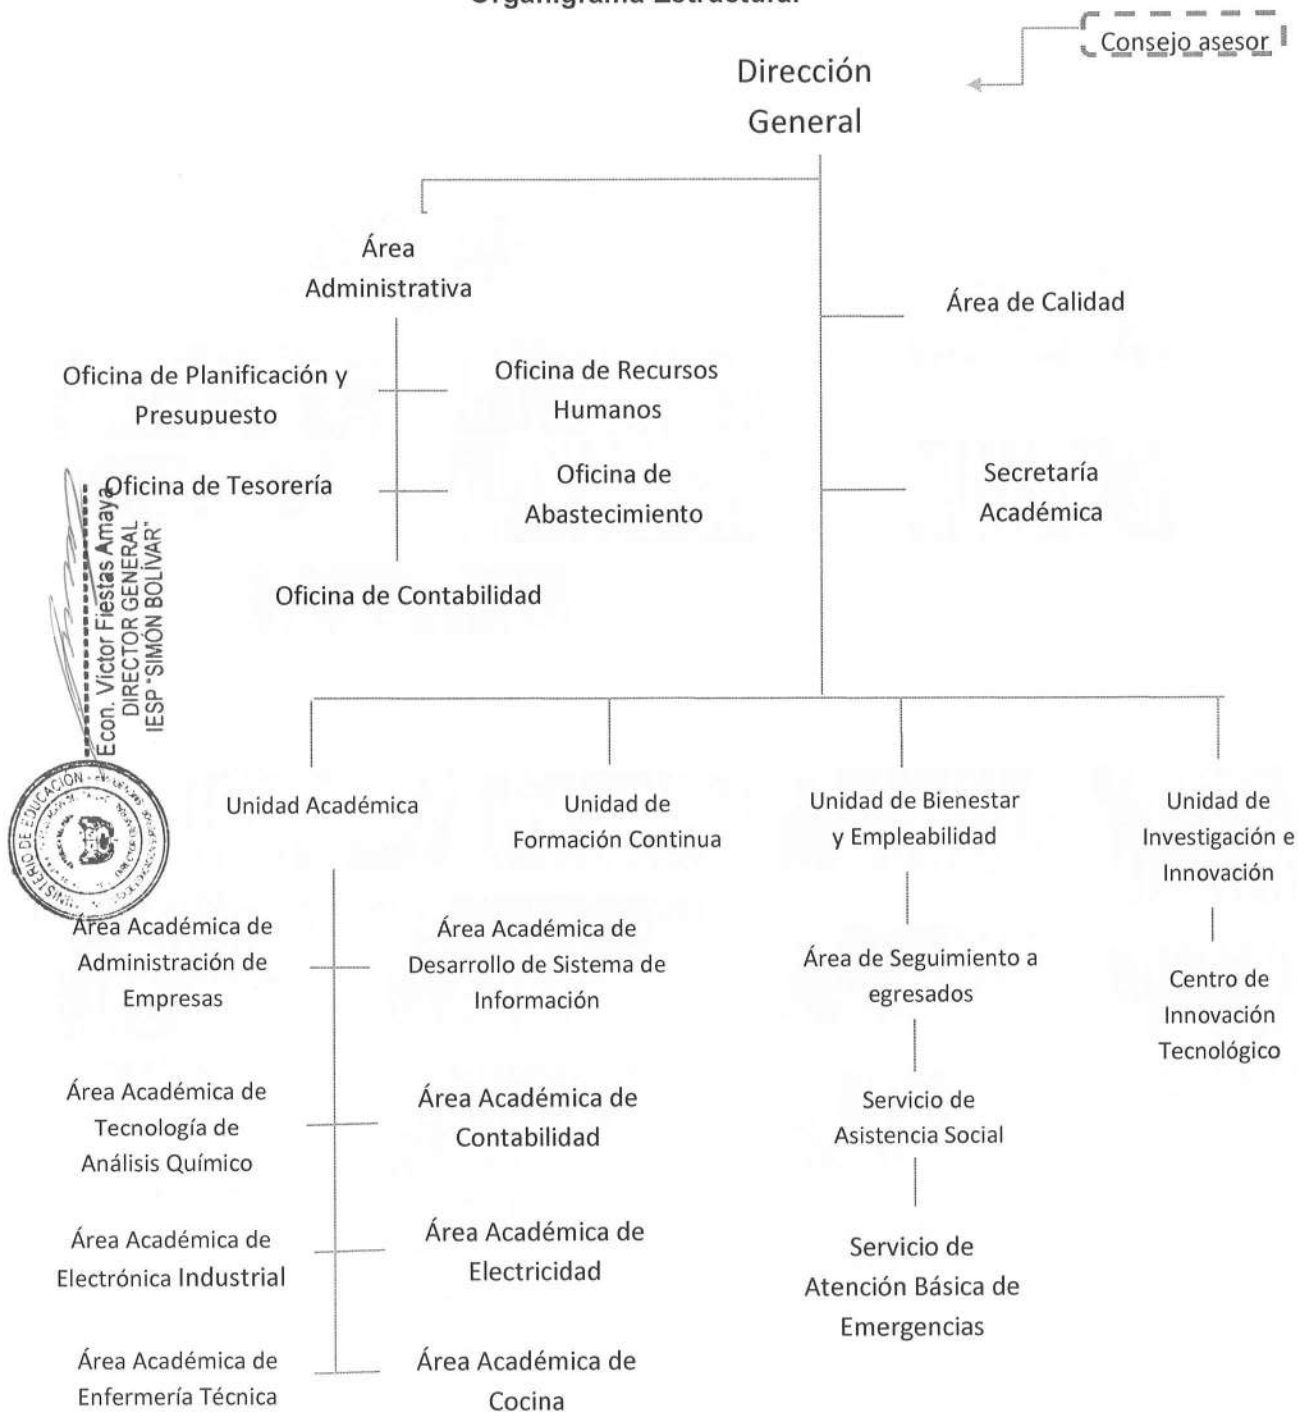 Organigrama Estructural
Consejo asesor
Dirección
General
Área
Administrativa
Área de Calidad
Oficina de Planificación y
Presupuesto
Oficina de Recursos
Humanos
Oficina de Tesorería
Oficina de
Abastecimiento
Secretaría
Académica
Oficina de Contabilidad
Econ. Victor Fiestas Amaya
DIRECTOR GENERAL
IESP "SIMÓN BOLÍVAR"
MINISTERIO DE EDUCACIÓN
Unidad Académica
Unidad de
Formación Continua
Unidad de Bienestar
y Empleabilidad
Unidad de
Investigación e
Innovación
Área Académica de
Administración de
Empresas
Área Académica de
Desarrollo de Sistema de
Información
Área de Seguimiento a
egresados
Centro de
Innovación
Tecnológico
Área Académica de
Tecnología de
Análisis Químico
Área Académica de
Contabilidad
Servicio de
Asistencia Social
Área Académica de
Electrónica Industrial
Área Académica de
Electricidad
Servicio de
Atención Básica de
Emergencias
Área Académica de
Enfermería Técnica
Área Académica de
Cocina